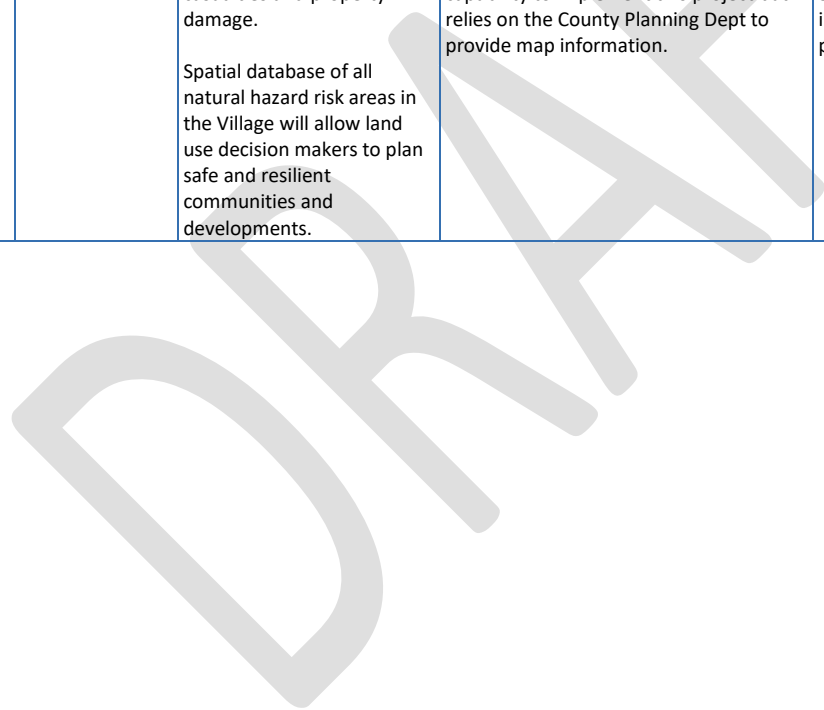 damage.
Spatial database of all
natural hazard risk areas in
the Village will allow land
use decision makers to plan
safe and resilient
communities and
developments.
relies on the County Planning Dept to
provide map information.
DRAF